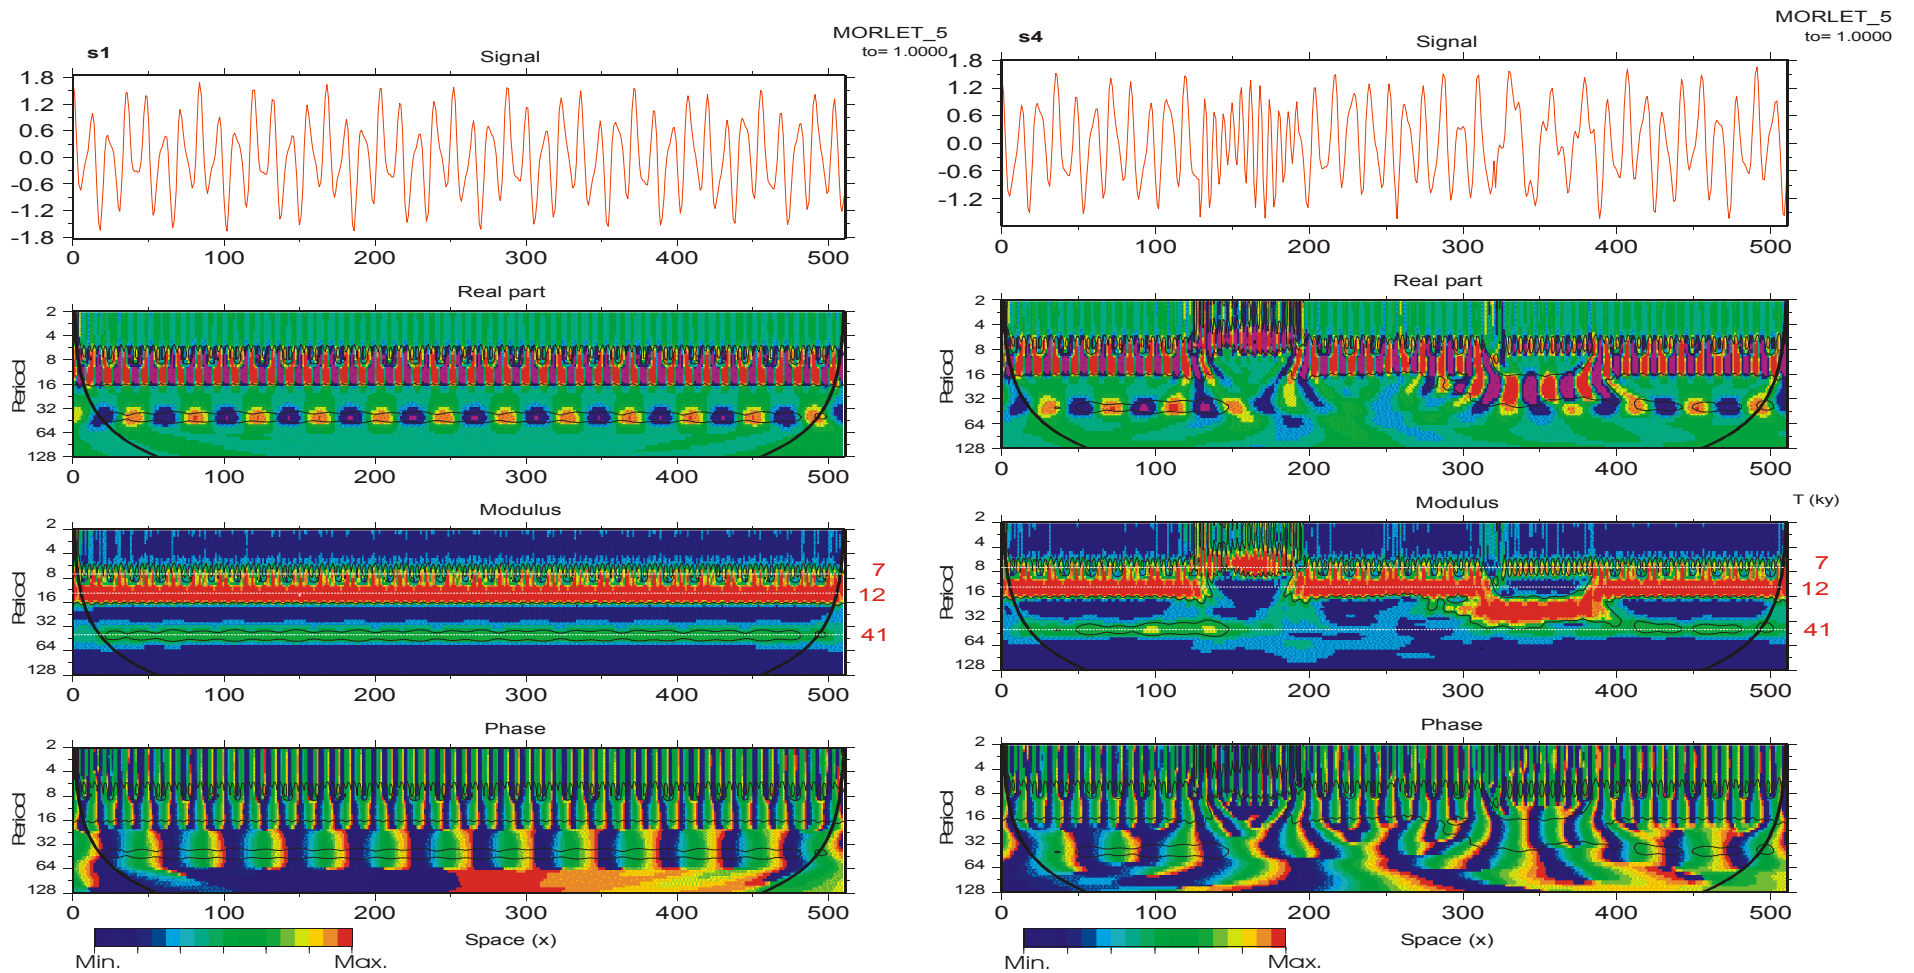 MORLET_5
to= 1.0000
s1
Signal
1.8
1.2
0.6
0.0
-0.6
-1.2
-1.8
0 100 200 300 400 500
Real part
Period
2
4
8
16
32
64
128
0 100 200 300 400 500
Modulus
Period
2
4
8
16
32
64
128
7
12
41
0 100 200 300 400 500
Phase
Period
2
4
8
16
32
64
128
0 100 200 300 400 500
Space (x)
Min. Max.
MORLET_5
to= 1.0000
s4
Signal
1.8
1.2
0.6
0.0
-0.6
-1.2
0 100 200 300 400 500
Real part
Period
2
4
8
16
32
64
128
0 100 200 300 400 500
Modulus
T (ky)
Period
2
4
8
16
32
64
128
7
12
41
0 100 200 300 400 500
Phase
Period
2
4
8
16
32
64
128
0 100 200 300 400 500
Space (x)
Min. Max.